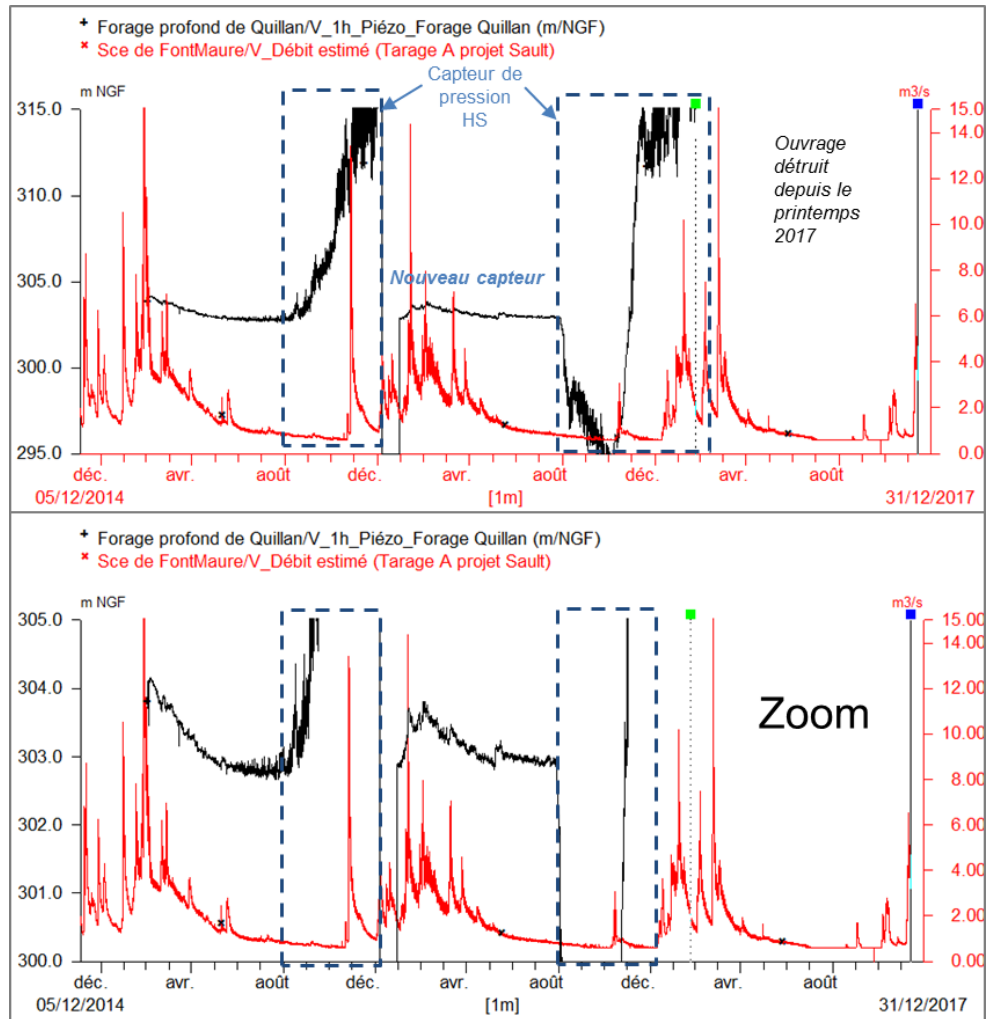 + Forage profond de Quillan/V_1h_Piézo_Forage Quillan (m/NGF)
× Sce de FontMaure/V_Débit estimé (Tarage A projet Sault)
Capteur de
pression
HS
m NGF
m3/s
315.0
310.0
305.0
300.0
295.0
15.0
14.0
12.0
10.0
8.0
6.0
4.0
2.0
0.0
Ouvrage
détruit
depuis le
printemps
2017
Nouveau capteur
déc. avr. août déc. avr. août déc. avr. août
05/12/2014 [1m] 31/12/2017
+ Forage profond de Quillan/V_1h_Piézo_Forage Quillan (m/NGF)
× Sce de FontMaure/V_Débit estimé (Tarage A projet Sault)
m NGF
m3/s
305.0
304.0
303.0
302.0
301.0
300.0
15.00
14.00
12.00
10.00
8.00
6.00
4.00
2.00
0.00
Zoom
déc. avr. août déc. avr. août déc. avr. août
05/12/2014 [1m] 31/12/2017